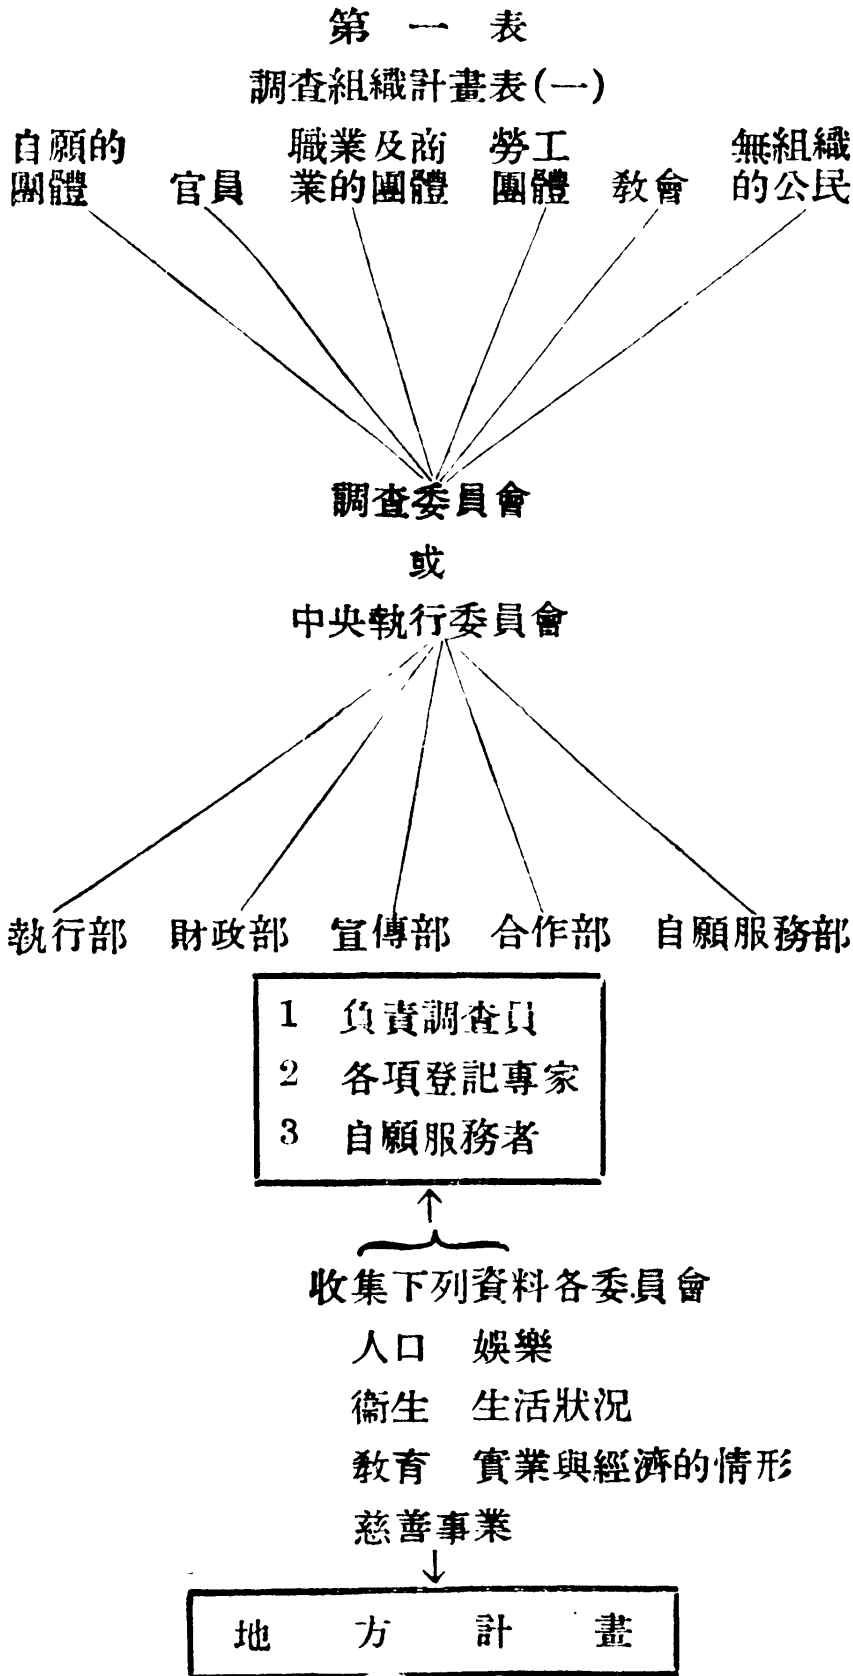 第一表
調查組織計畫表(一)
自願的團體
官員
職業及商業的團體
勞工團體
教會
無組織的公民
調查委員會
或
中央執行委員會
執行部 財政部 宣傳部 合作部 自願服務部
1 負責調查員
2 各項登記專家
3 自願服務者
收集下列資料各委員會
人口 娛樂
衞生 生活狀況
教育 實業與經濟的情形
慈善事業
地方計畫